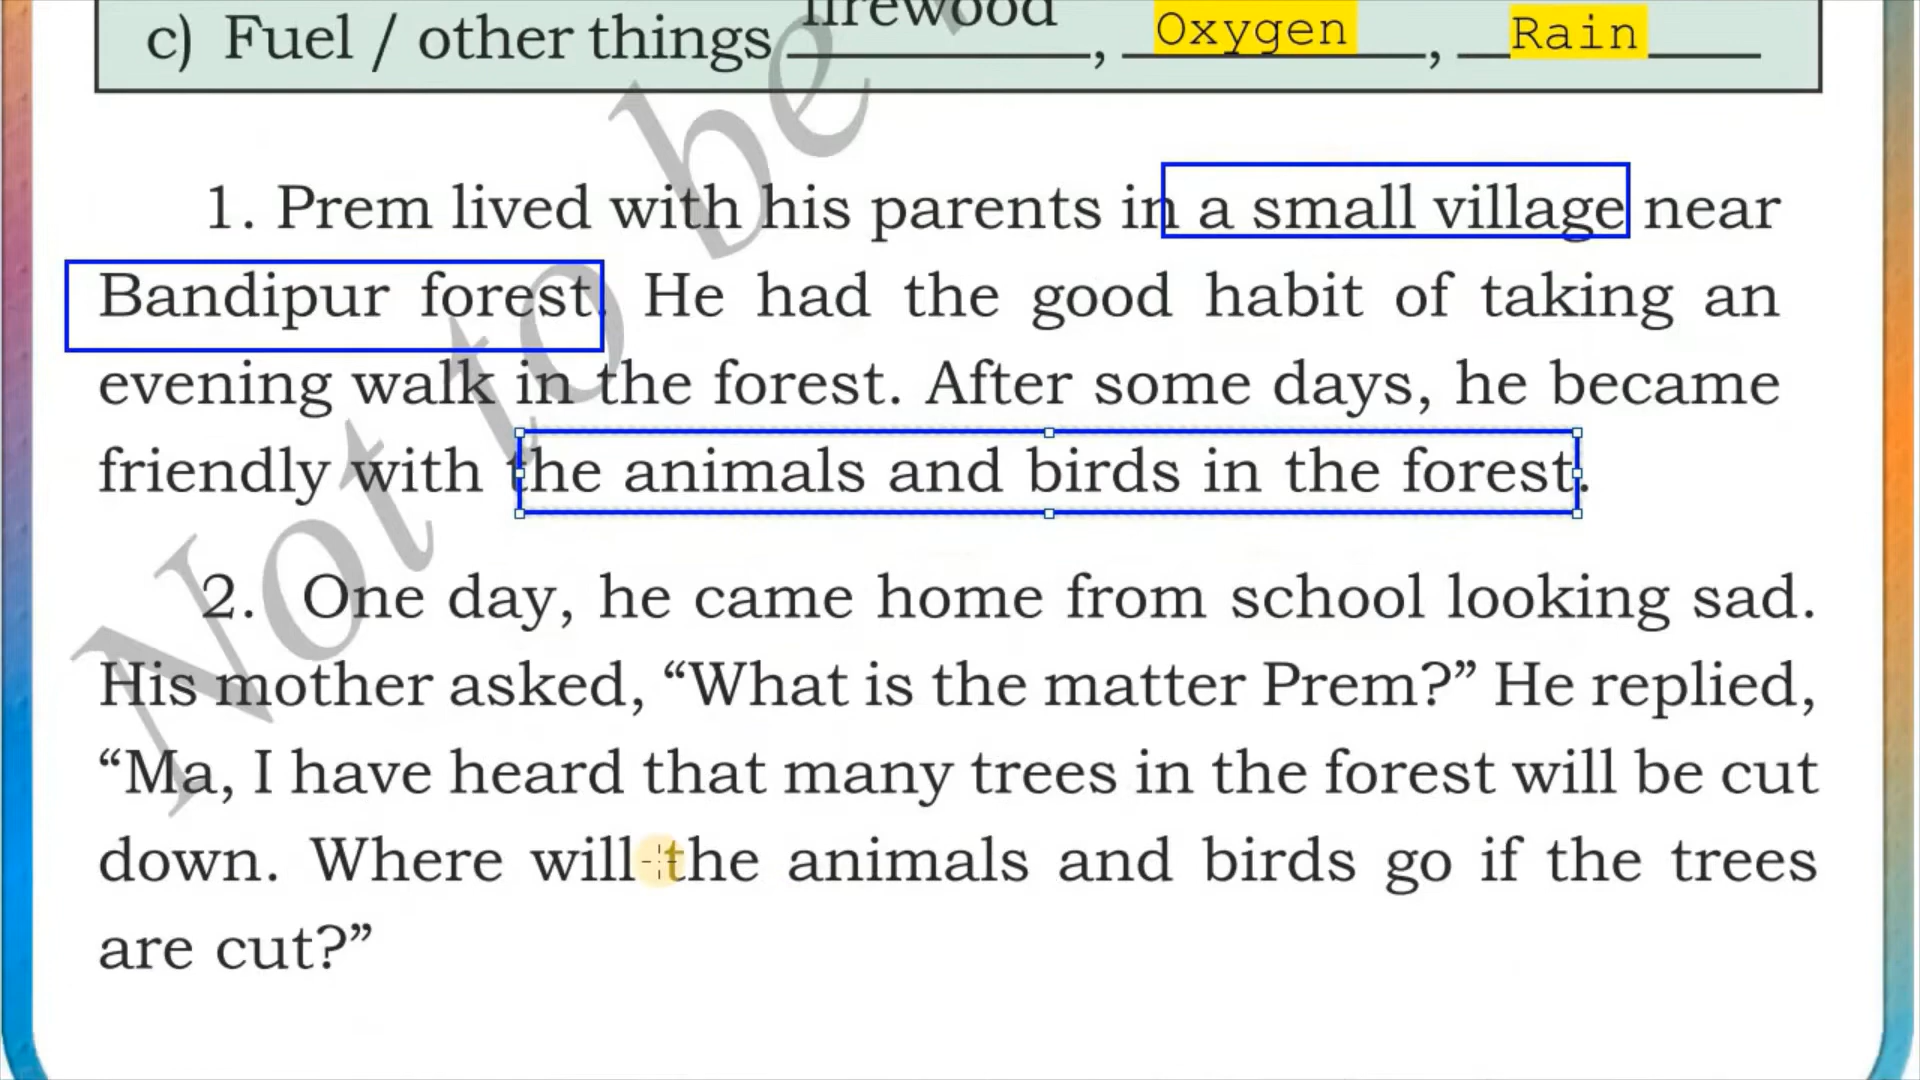 c) Fuel / other things firewood, Oxygen, Rain
1. Prem lived with his parents in a small village near
Bandipur forest. He had the good habit of taking an
evening walk in the forest. After some days, he became
friendly with the animals and birds in the forest.
2. One day, he came home from school looking sad.
His mother asked, “What is the matter Prem?” He replied,
“Ma, I have heard that many trees in the forest will be cut
down. Where will the animals and birds go if the trees
are cut?”
Not to be